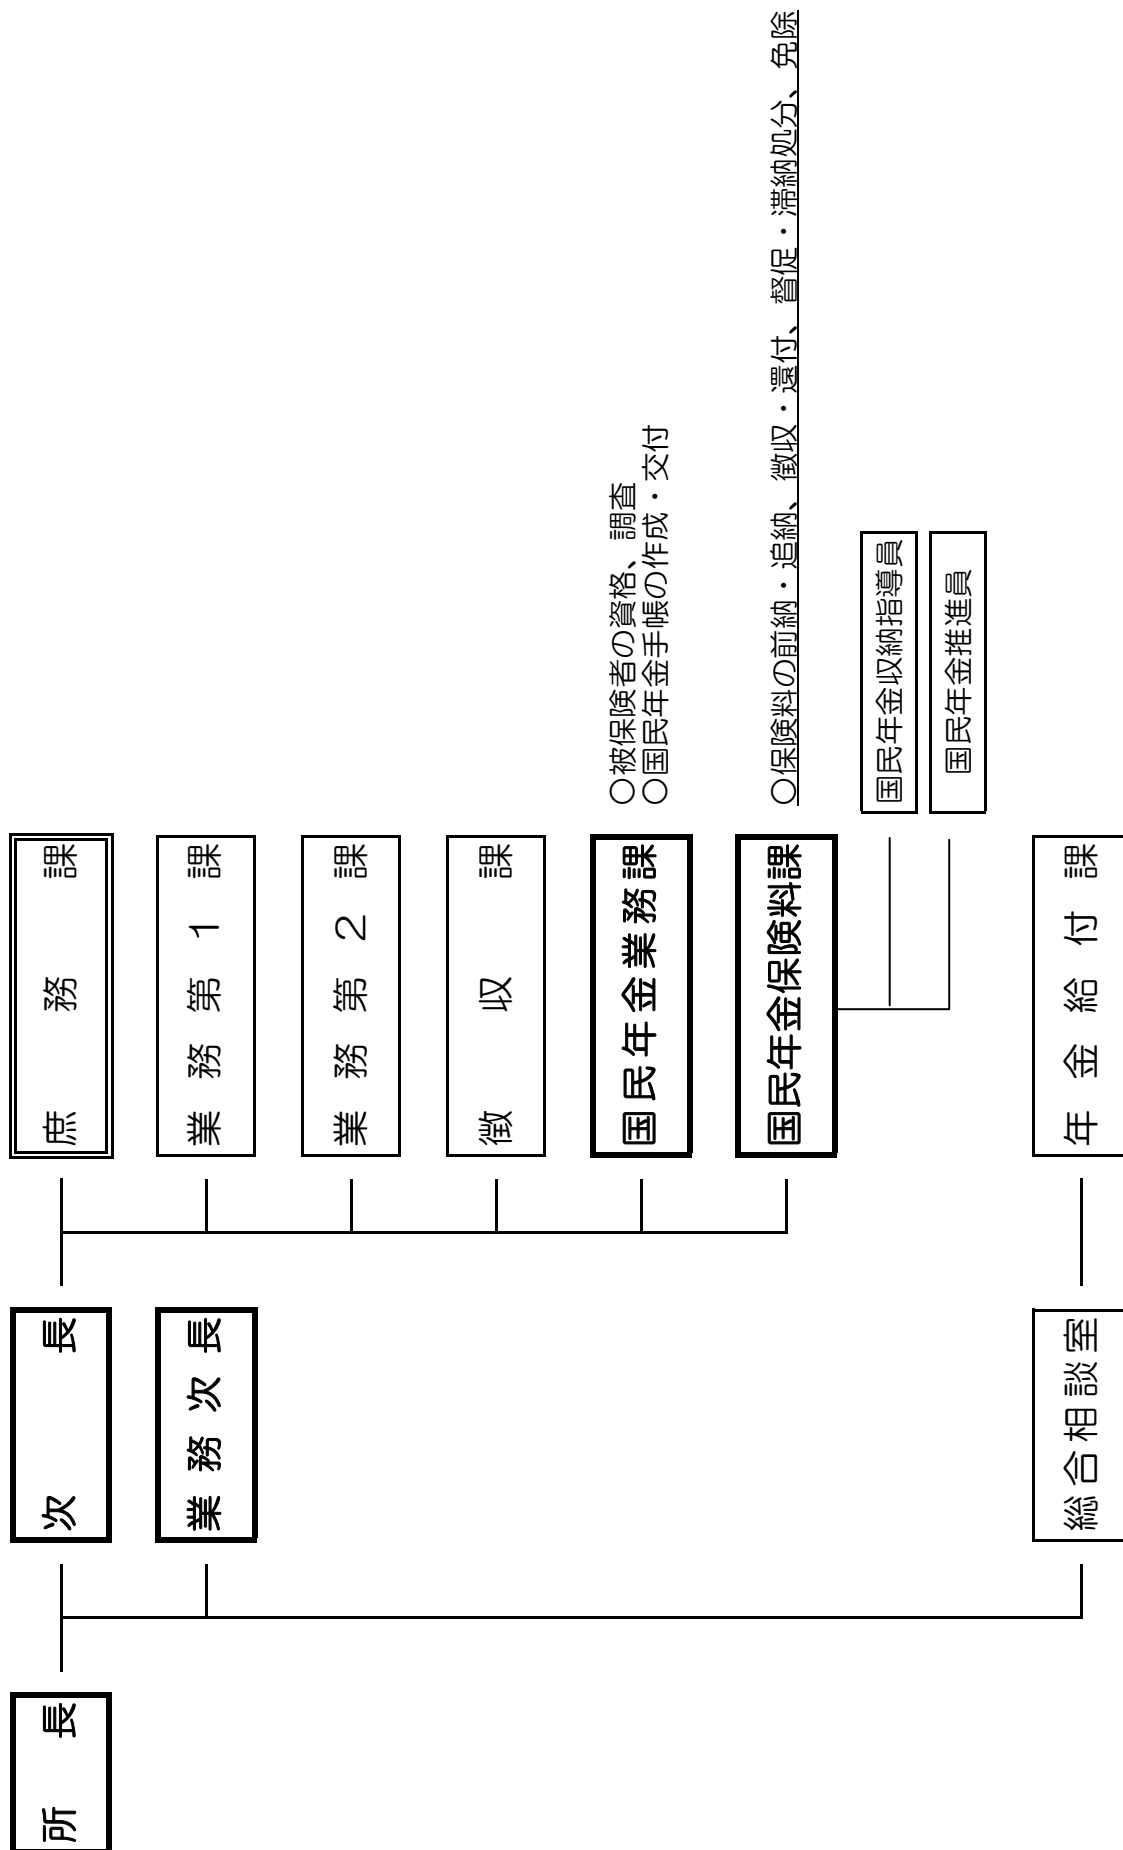 所長
次長
業務次長
総合相談室
庶務課
業務第1課
業務第2課
徴収課
国民年金業務課
○被保険者の資格、調査
○国民年金手帳の作成・交付
国民年金保険料課
○保険料の前納・追納、徴収・還付、督促・滞納処分、免除
国民年金収納指導員
国民年金推進員
年金給付課